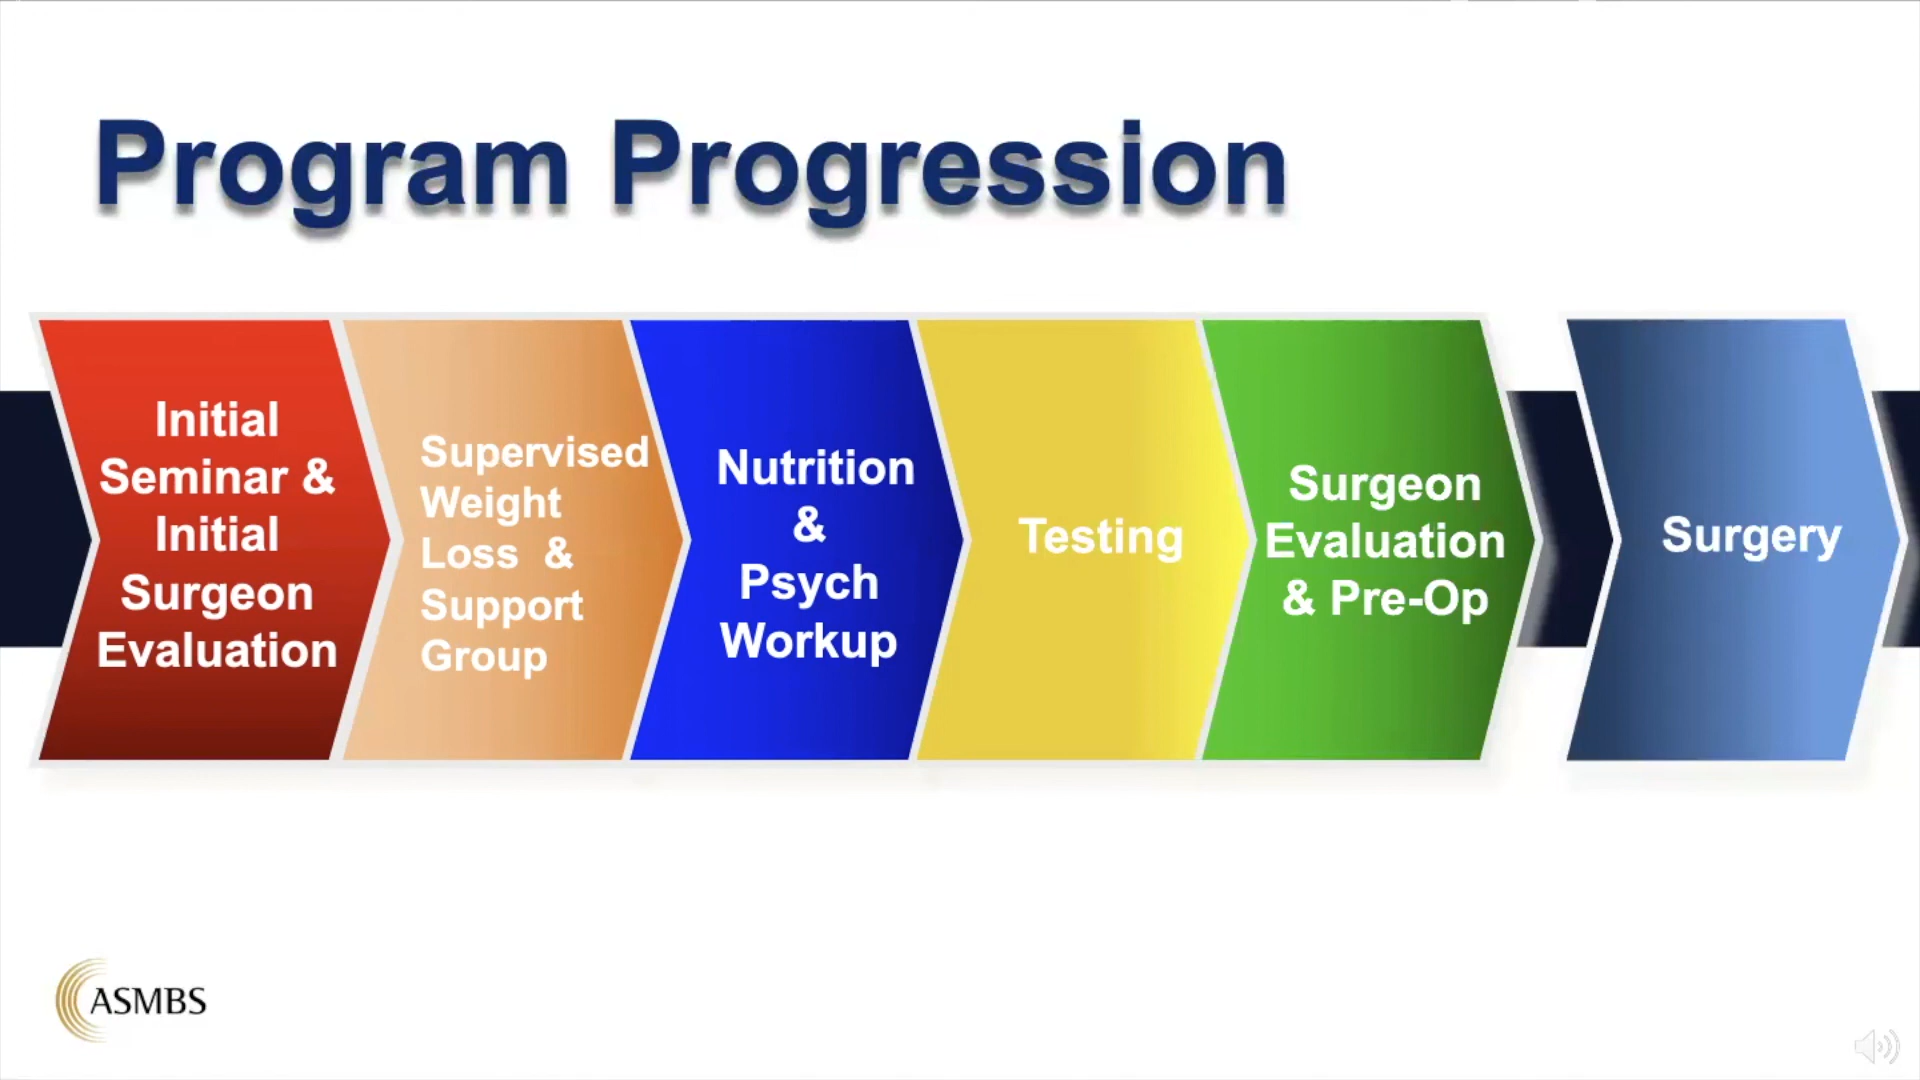 Program Progression
Initial
Seminar &
Initial
Surgeon
Evaluation
Supervised
Weight
Loss &
Support
Group
Nutrition
&
Psych
Workup
Testing
Surgeon
Evaluation
& Pre-Op
Surgery
ASMBS